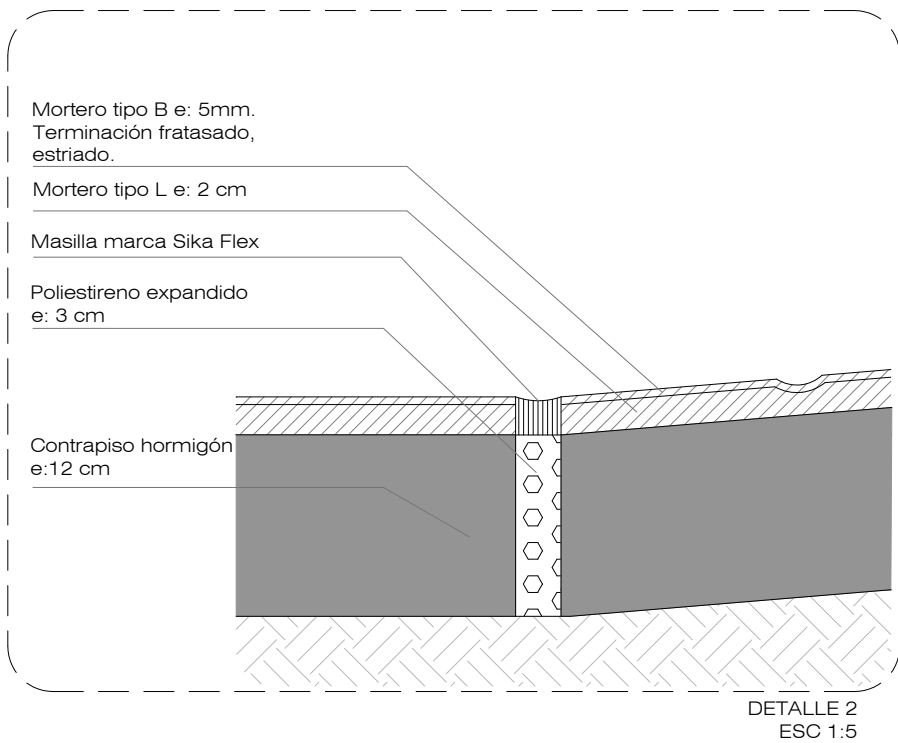 Mortero tipo B e: 5mm.
Terminación fratasado,
estriado.
Mortero tipo L e: 2 cm
Masilla marca Sika Flex
Poliestireno expandido
e: 3 cm
Contrapiso hormigón
e:12 cm
DETALLE 2
ESC 1:5